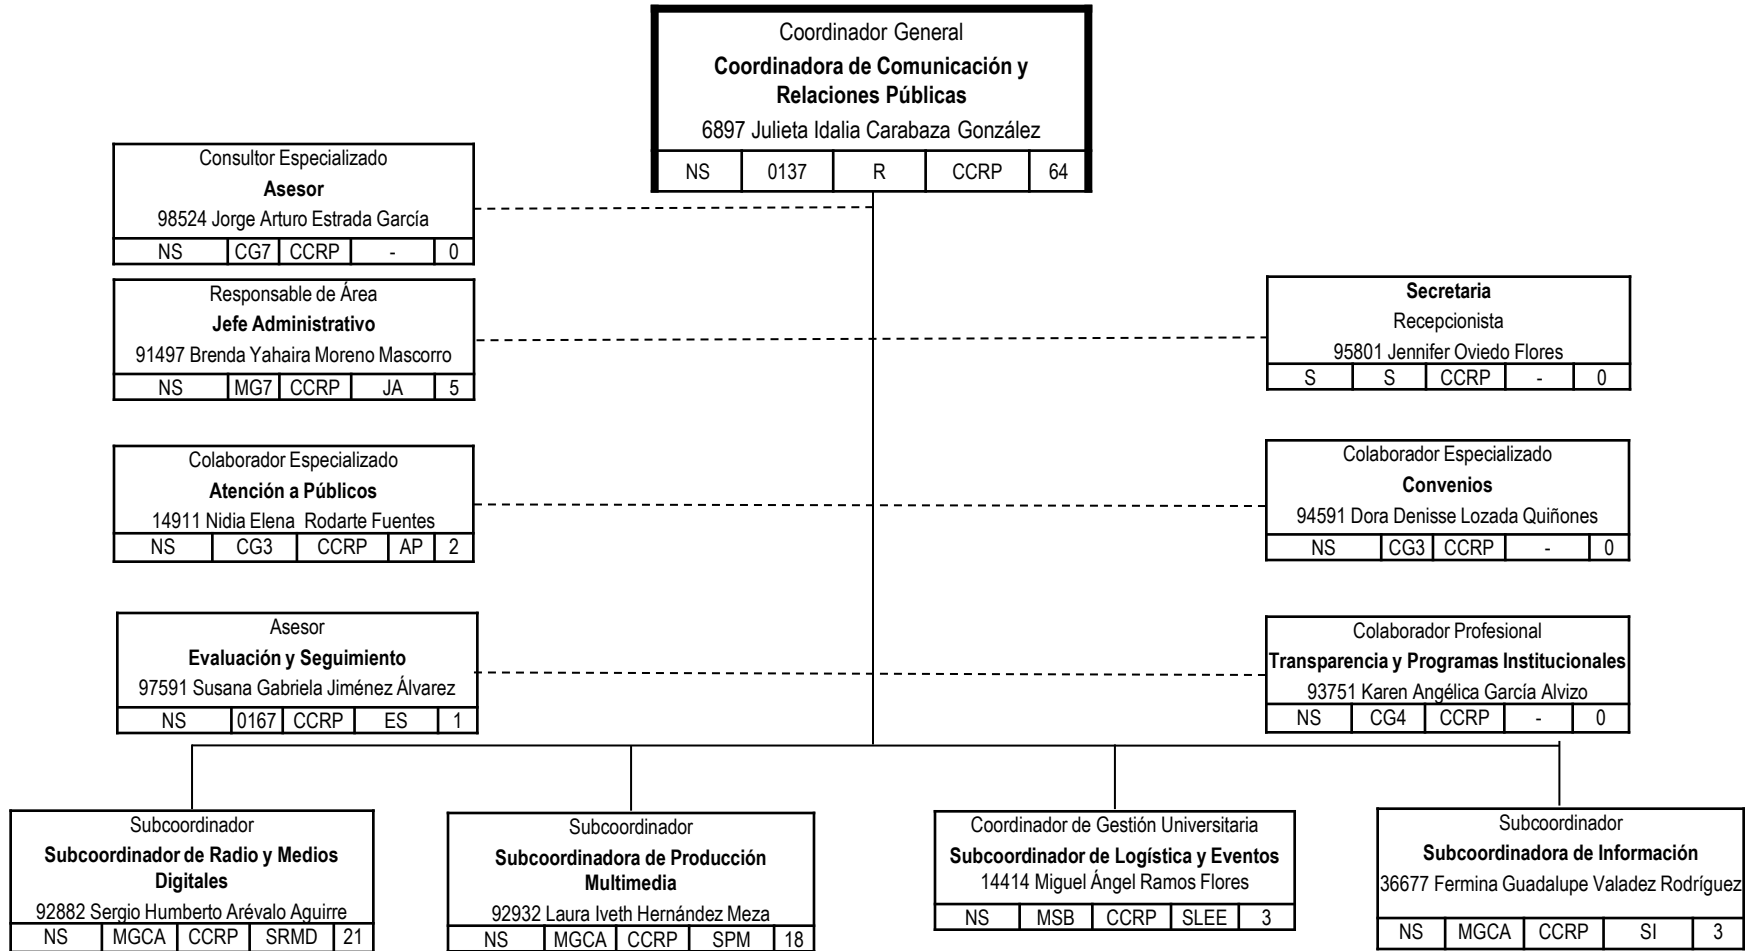 Coordinador General
Coordinadora de Comunicación y
Relaciones Públicas
6897 Julieta Idalia Carabaza González
NS 0137 R CCRP 64
Consultor Especializado
Asesor
98524 Jorge Arturo Estrada García
NS CG7 CCRP - 0
Responsable de Área
Jefe Administrativo
91497 Brenda Yahaira Moreno Mascorro
NS MG7 CCRP JA 5
Secretaria
Recepcionista
95801 Jennifer Oviedo Flores
S S CCRP - 0
Colaborador Especializado
Atención a Públicos
14911 Nidia Elena Rodarte Fuentes
NS CG3 CCRP AP 2
Colaborador Especializado
Convenios
94591 Dora Denisse Lozada Quiñones
NS CG3 CCRP - 0
Asesor
Evaluación y Seguimiento
97591 Susana Gabriela Jiménez Álvarez
NS 0167 CCRP ES 1
Colaborador Profesional
Transparencia y Programas Institucionales
93751 Karen Angélica García Alvizo
NS CG4 CCRP - 0
Subcoordinador
Subcoordinador de Radio y Medios
Digitales
92882 Sergio Humberto Arévalo Aguirre
NS MGCA CCRP SRMD 21
Subcoordinador
Subcoordinadora de Producción
Multimedia
92932 Laura Iveth Hernández Meza
NS MGCA CCRP SPM 18
Coordinador de Gestión Universitaria
Subcoordinador de Logística y Eventos
14414 Miguel Ángel Ramos Flores
NS MSB CCRP SLEE 3
Subcoordinador
Subcoordinadora de Información
36677 Fermina Guadalupe Valadez Rodríguez
NS MGCA CCRP SI 3